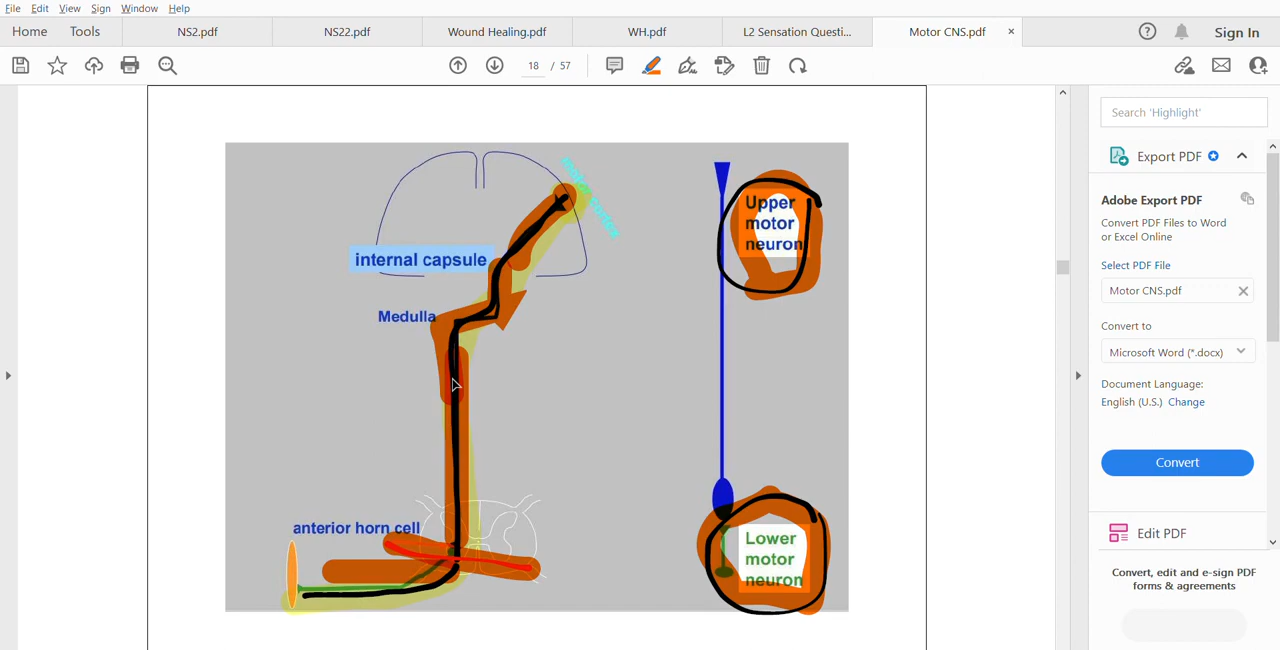 File Edit View Sign Window Help
Home Tools NS2.pdf NS22.pdf Wound Healing.pdf WH.pdf L2 Sensation Questi... Motor CNS.pdf × ? Sign In
18 / 57
Search 'Highlight'
Export PDF
Adobe Export PDF
Convert PDF Files to Word
or Excel Online
Select PDF File
Motor CNS.pdf
Convert to
Microsoft Word (*.docx)
Document Language:
English (U.S.) Change
Convert
Edit PDF
Convert, edit and e-sign PDF
forms & agreements
motor cortex
internal capsule
Medulla
anterior horn cell
Upper
motor
neuron
Lower
motor
neuron